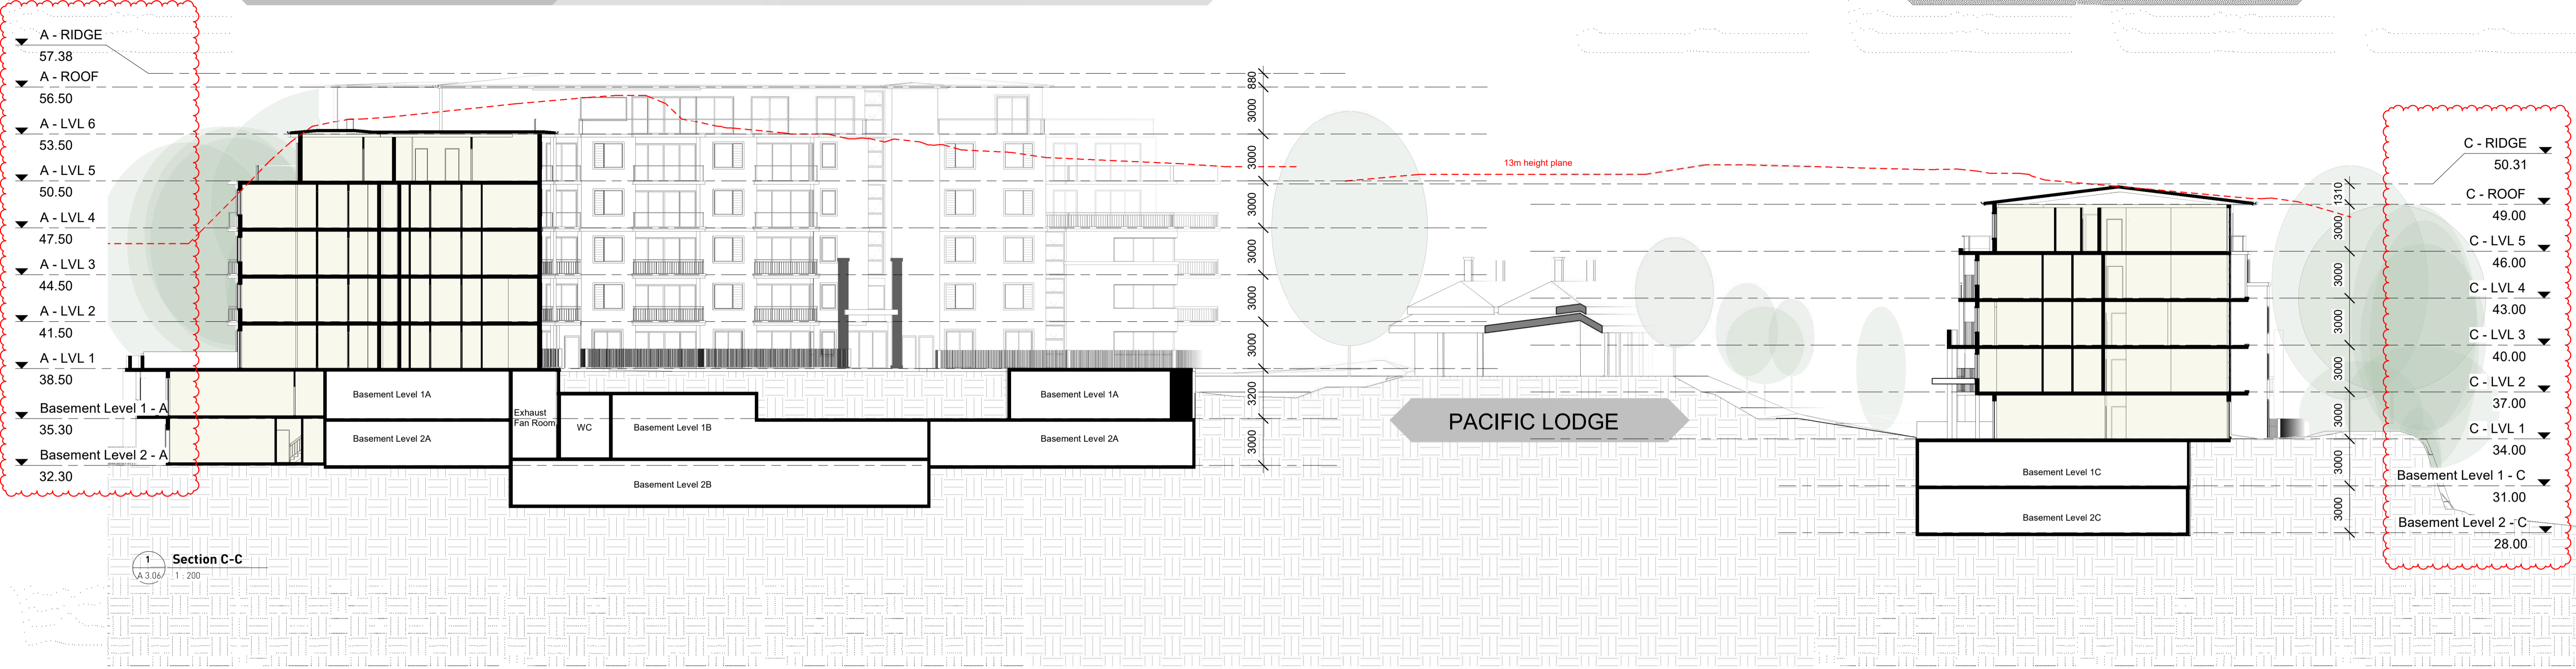 A - RIDGE
57.38
A - ROOF
56.50
A - LVL 6
53.50
A - LVL 5
50.50
A - LVL 4
47.50
A - LVL 3
44.50
A - LVL 2
41.50
A - LVL 1
38.50
Basement Level 1 - A
35.30
Basement Level 2 - A
32.30
Basement Level 1A
Basement Level 2A
Exhaust
Fan Room
WC
Basement Level 1B
Basement Level 2B
Basement Level 1A
Basement Level 2A
880
3000
3000
3000
3000
3000
3000
3200
3000
13m height plane
PACIFIC LODGE
Basement Level 1C
Basement Level 2C
1310
3000
3000
3000
3000
3000
3000
3000
C - RIDGE
50.31
C - ROOF
49.00
C - LVL 5
46.00
C - LVL 4
43.00
C - LVL 3
40.00
C - LVL 2
37.00
C - LVL 1
34.00
Basement Level 1 - C
31.00
Basement Level 2 - C
28.00
1
Section C-C
A 3.06
1 : 200